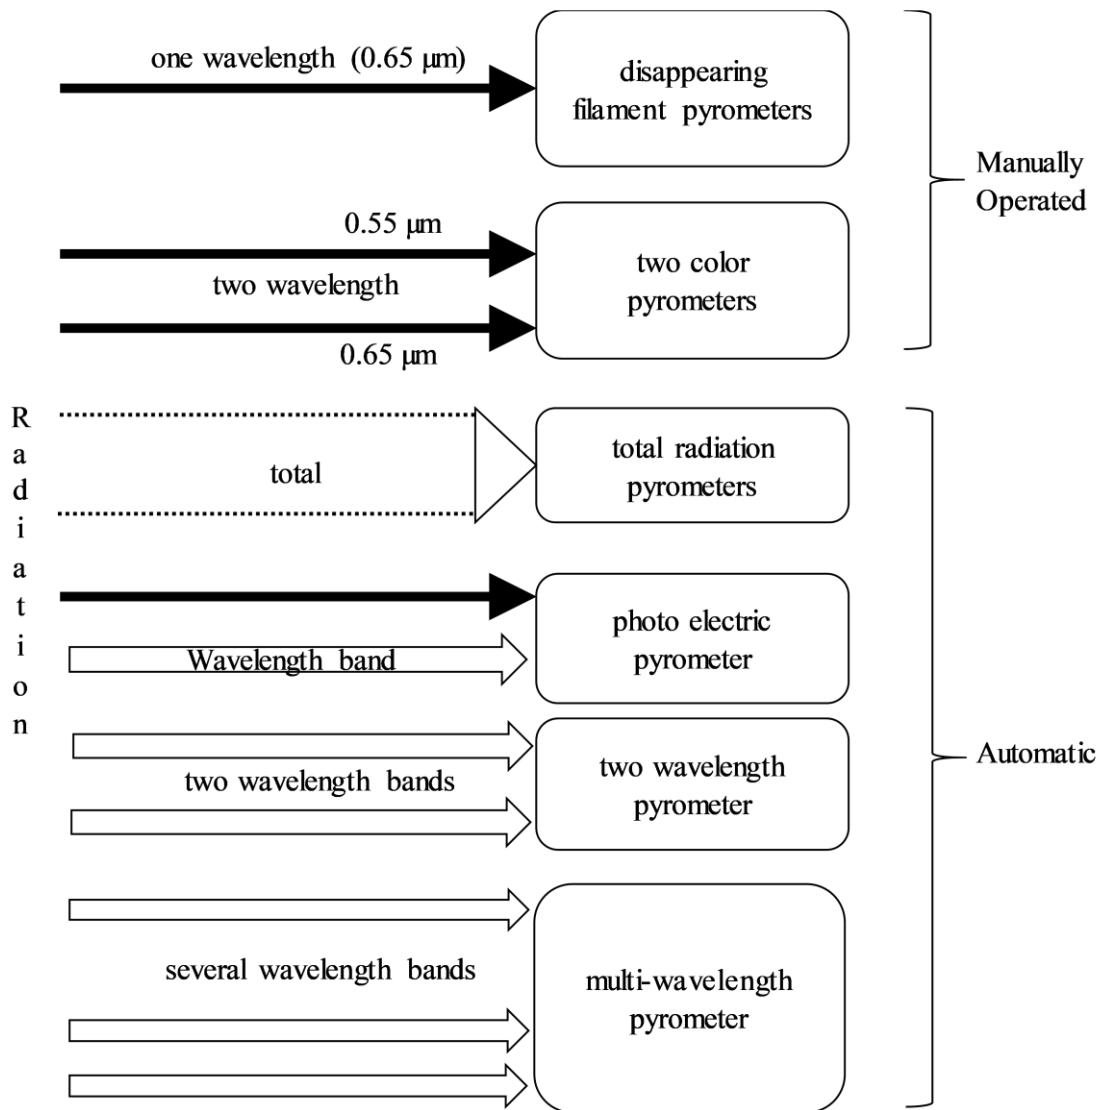 one wavelength (0.65 μm)
disappearing
filament pyrometers
Manually
Operated
0.55 μm
two wavelength
0.65 μm
two color
pyrometers
Radiation
total
total radiation
pyrometers
Wavelength band
photo electric
pyrometer
two wavelength bands
two wavelength
pyrometer
Automatic
several wavelength bands
multi-wavelength
pyrometer